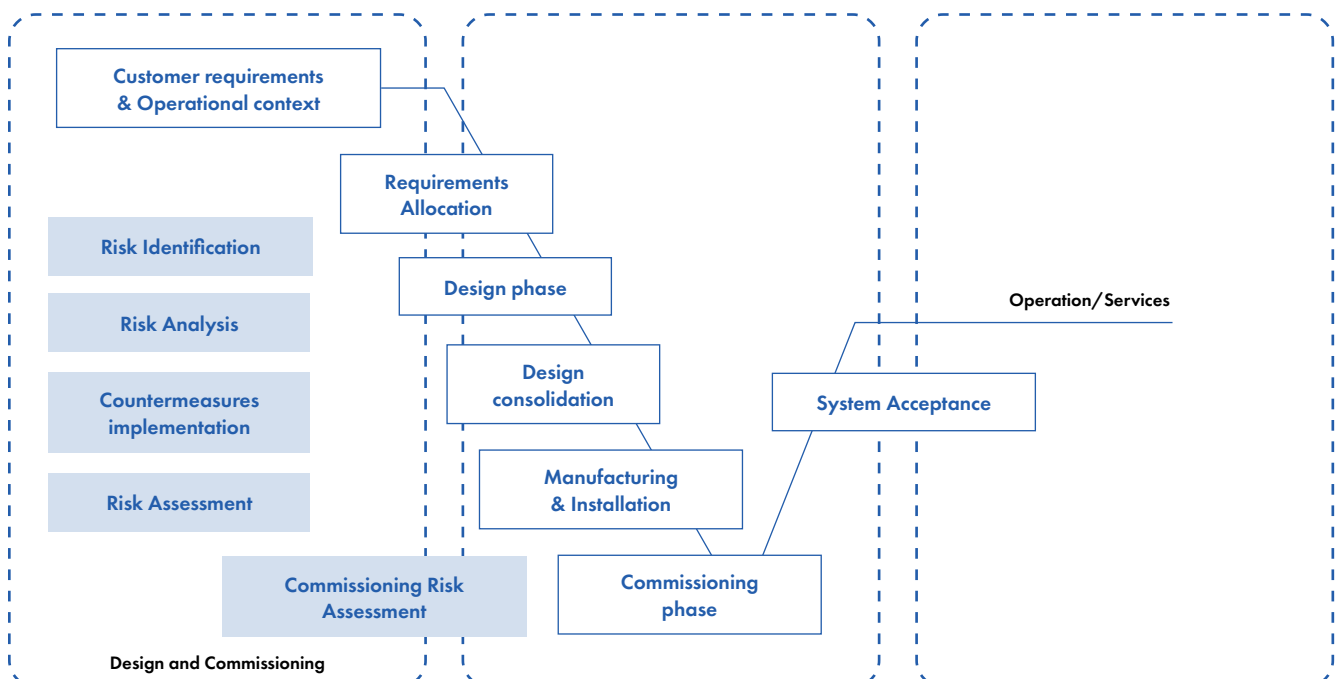 Customer requirements
& Operational context
Requirements
Allocation
Risk Identification
Design phase
Operation/Services
Risk Analysis
Design
consolidation
System Acceptance
Countermeasures
implementation
Manufacturing
& Installation
Risk Assessment
Commissioning Risk
Assessment
Commissioning
phase
Design and Commissioning